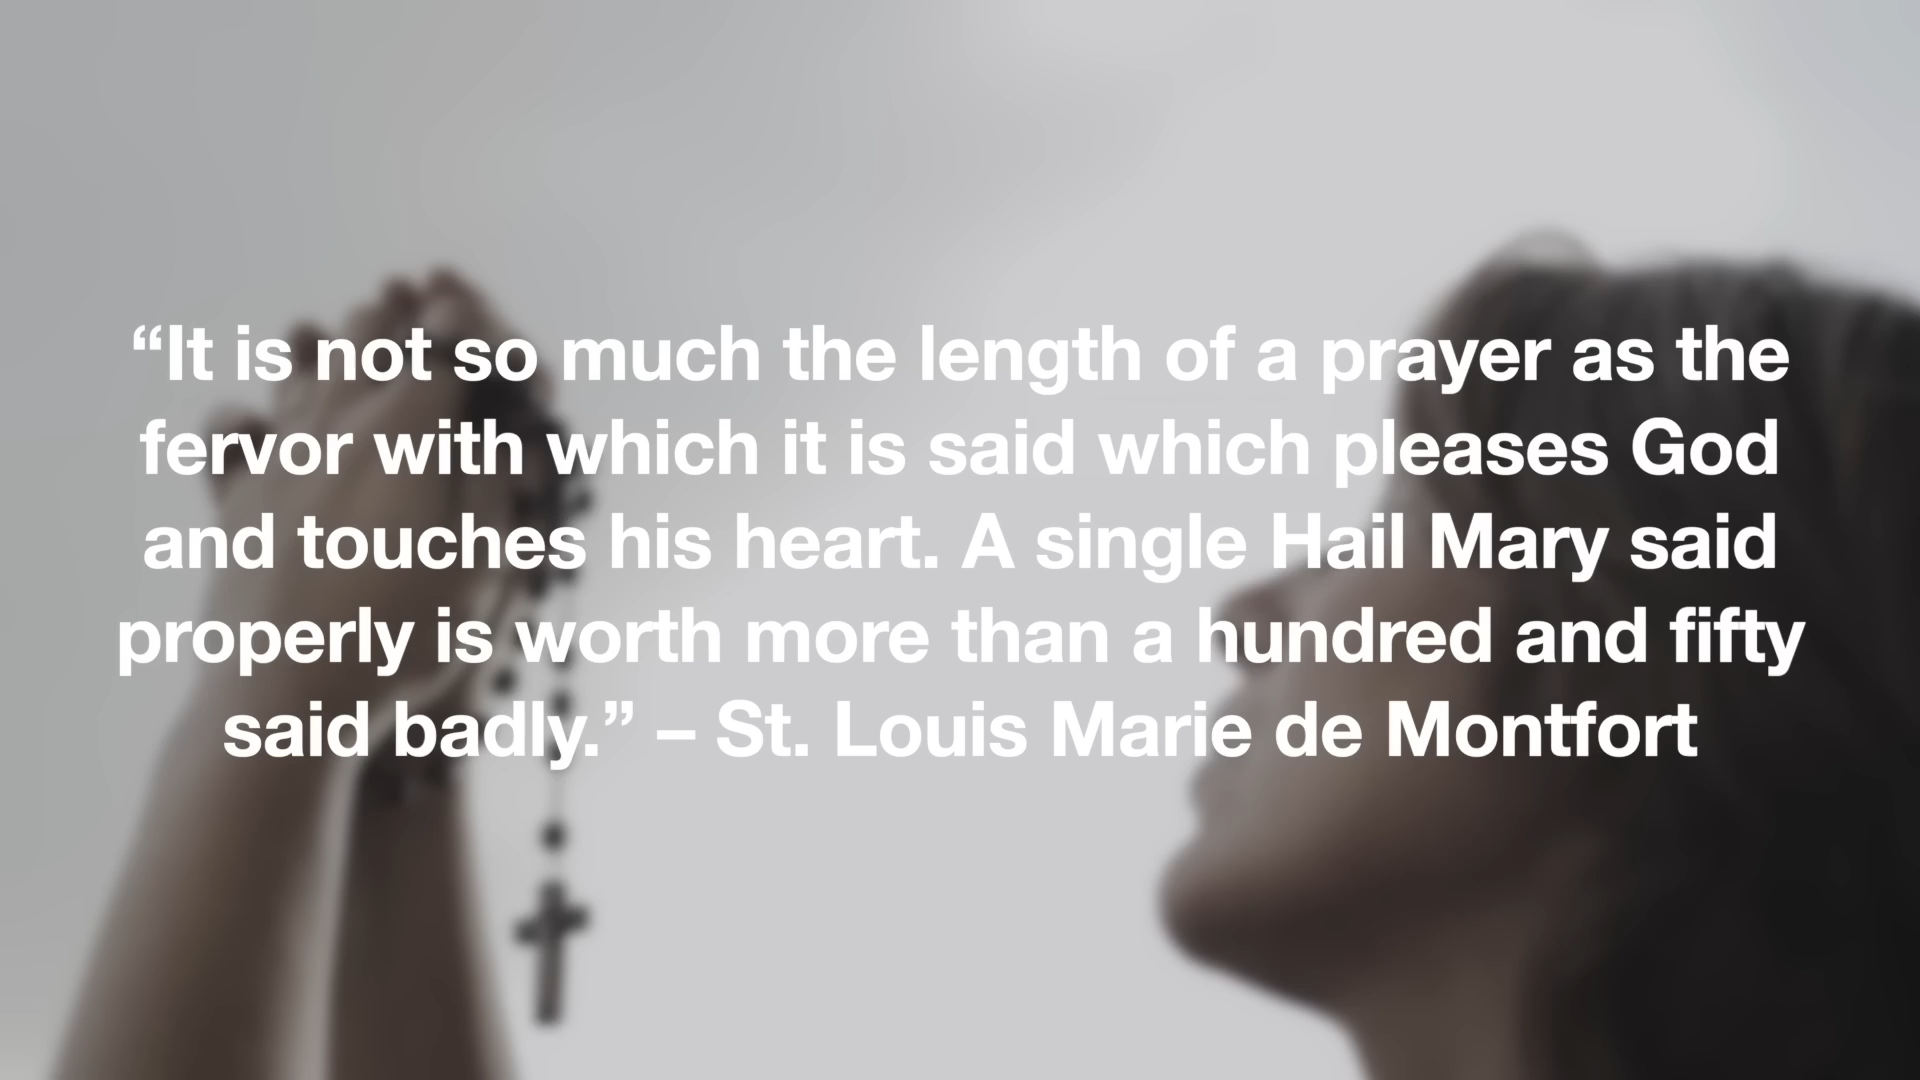 “It is not so much the length of a prayer as the
fervor with which it is said which pleases God
and touches his heart. A single Hail Mary said
properly is worth more than a hundred and fifty
said badly.” – St. Louis Marie de Montfort